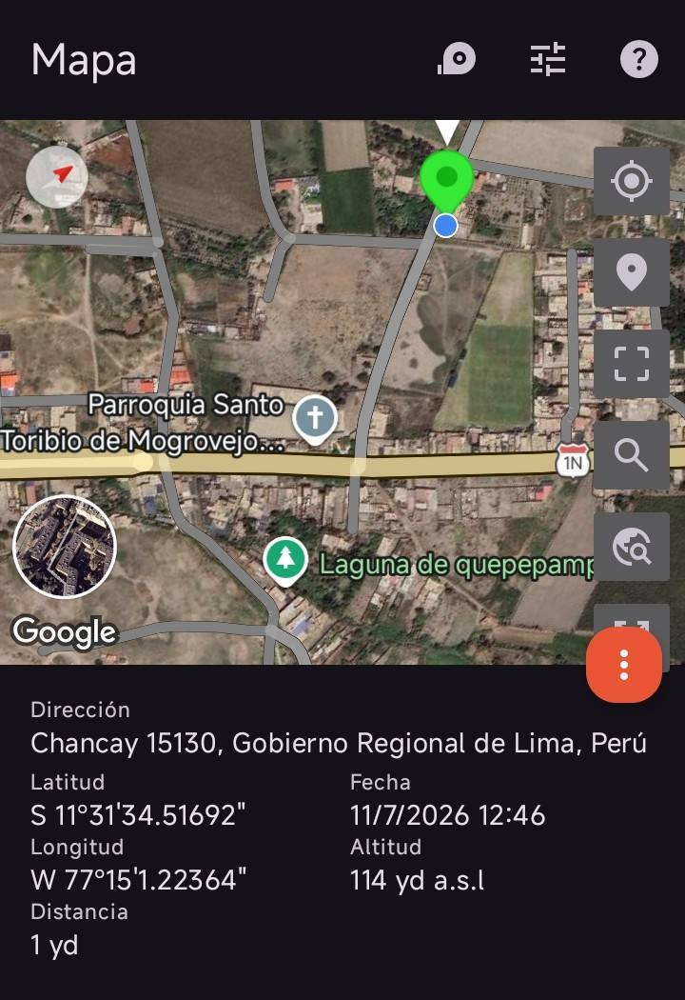 Mapa
Parroquia Santo
Toribio de Mogrovejo...
1N
Laguna de quepepamp
Google
Dirección
Chancay 15130, Gobierno Regional de Lima, Perú
Latitud
S 11°31'34.51692"
Fecha
11/7/2026 12:46
Longitud
W 77°15'1.22364"
Altitud
114 yd a.s.l
Distancia
1 yd